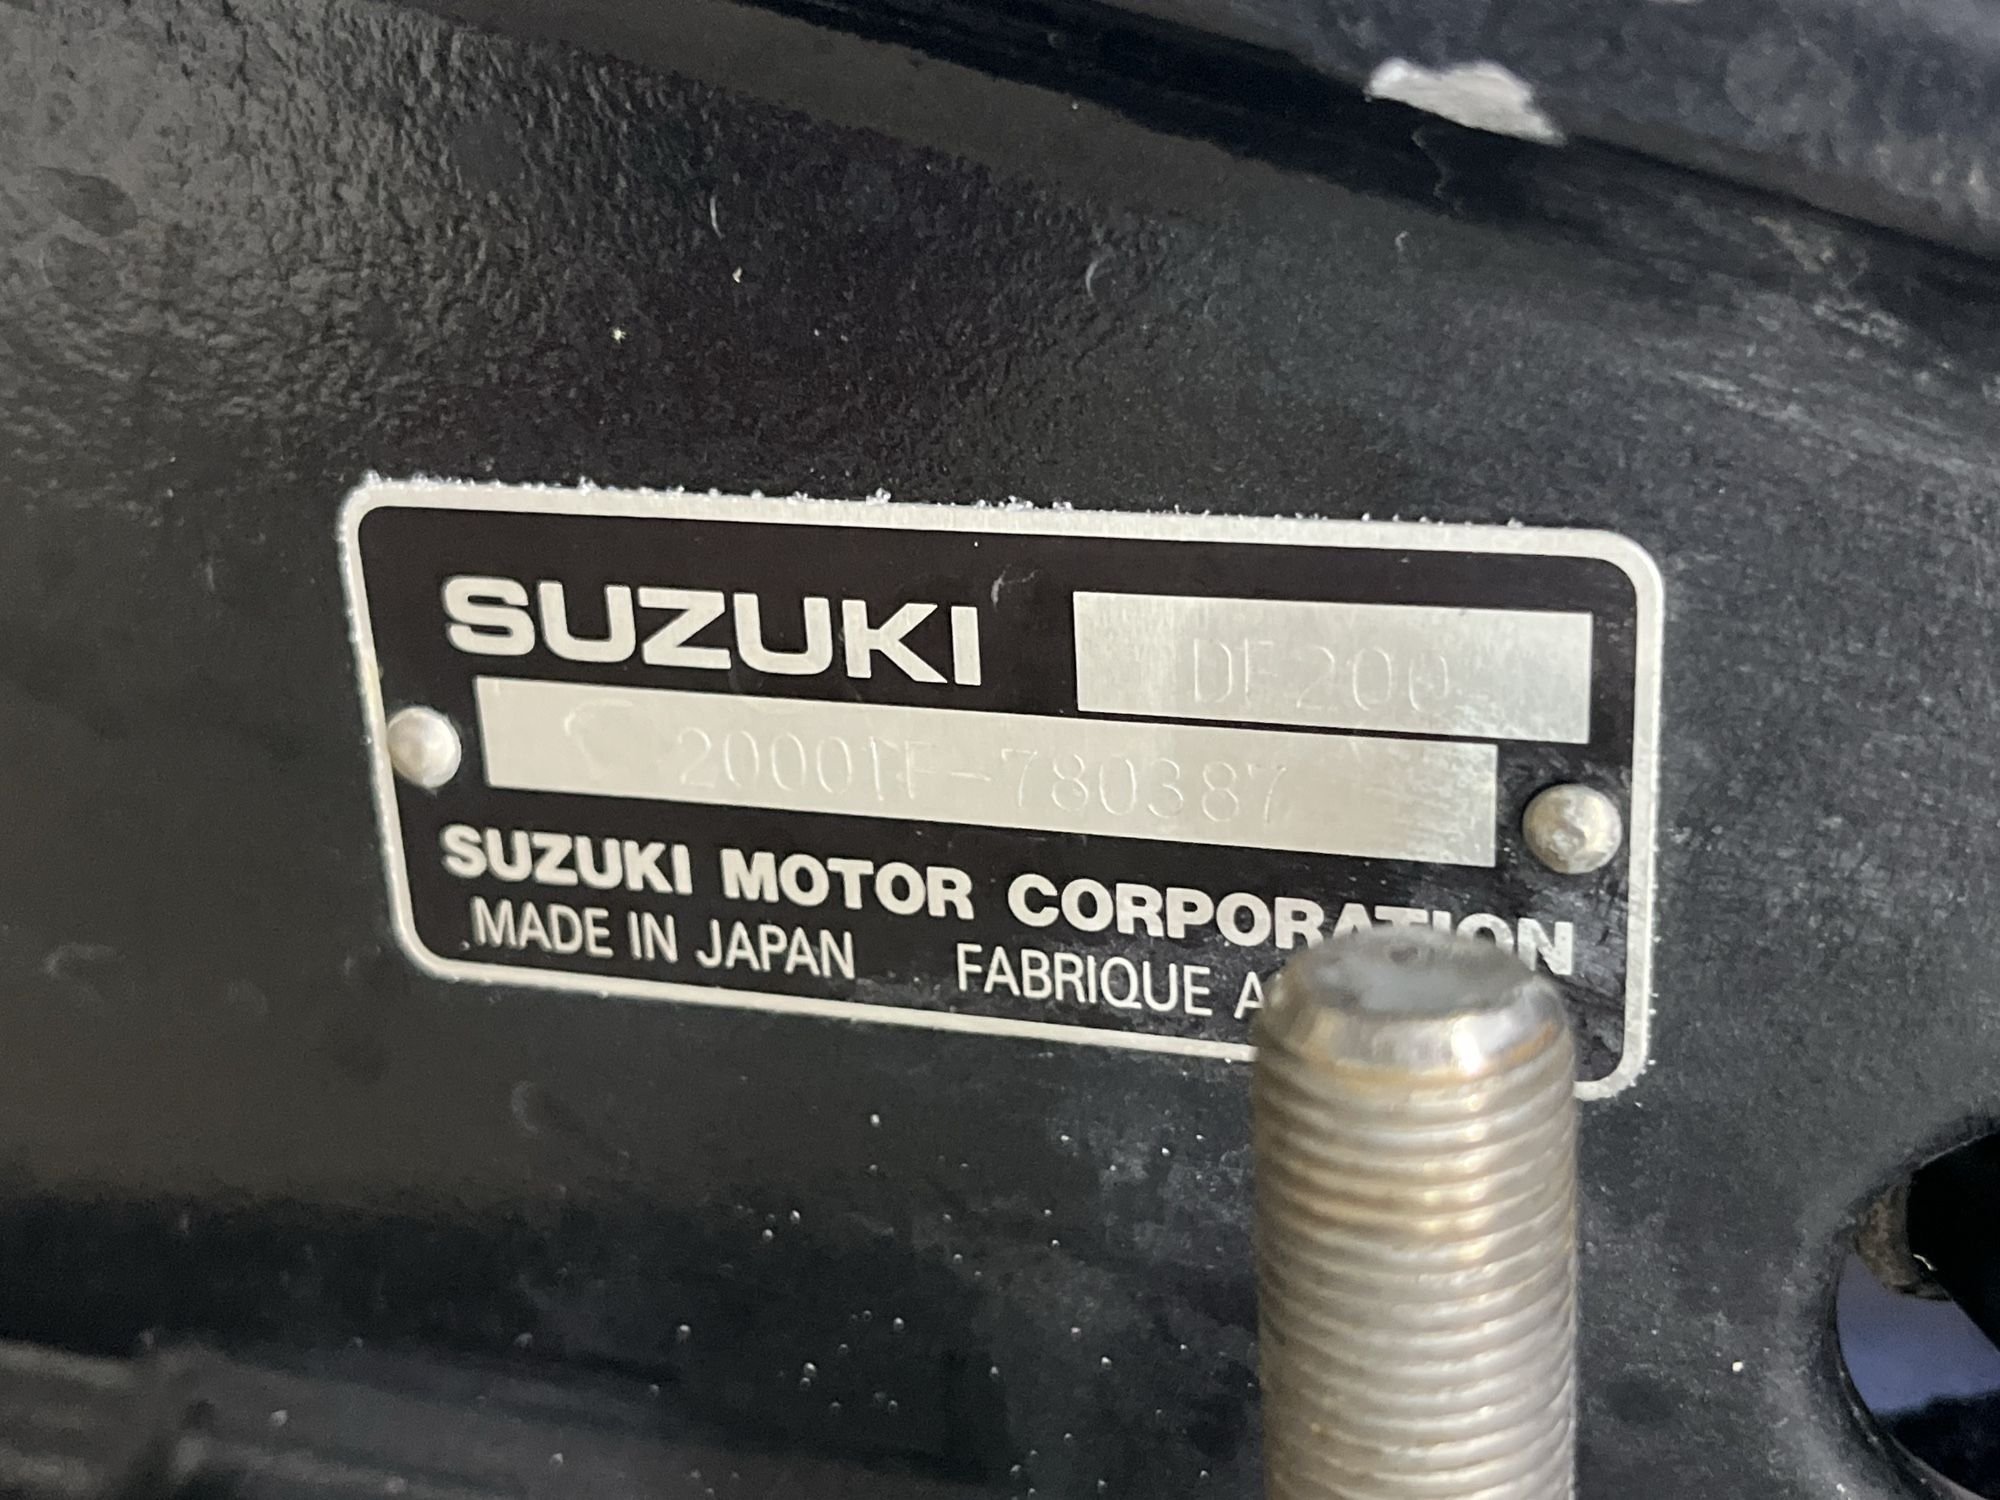 SUZUKI DF200
20001F-780387
SUZUKI MOTOR CORPORATION
MADE IN JAPAN FABRIQUE A